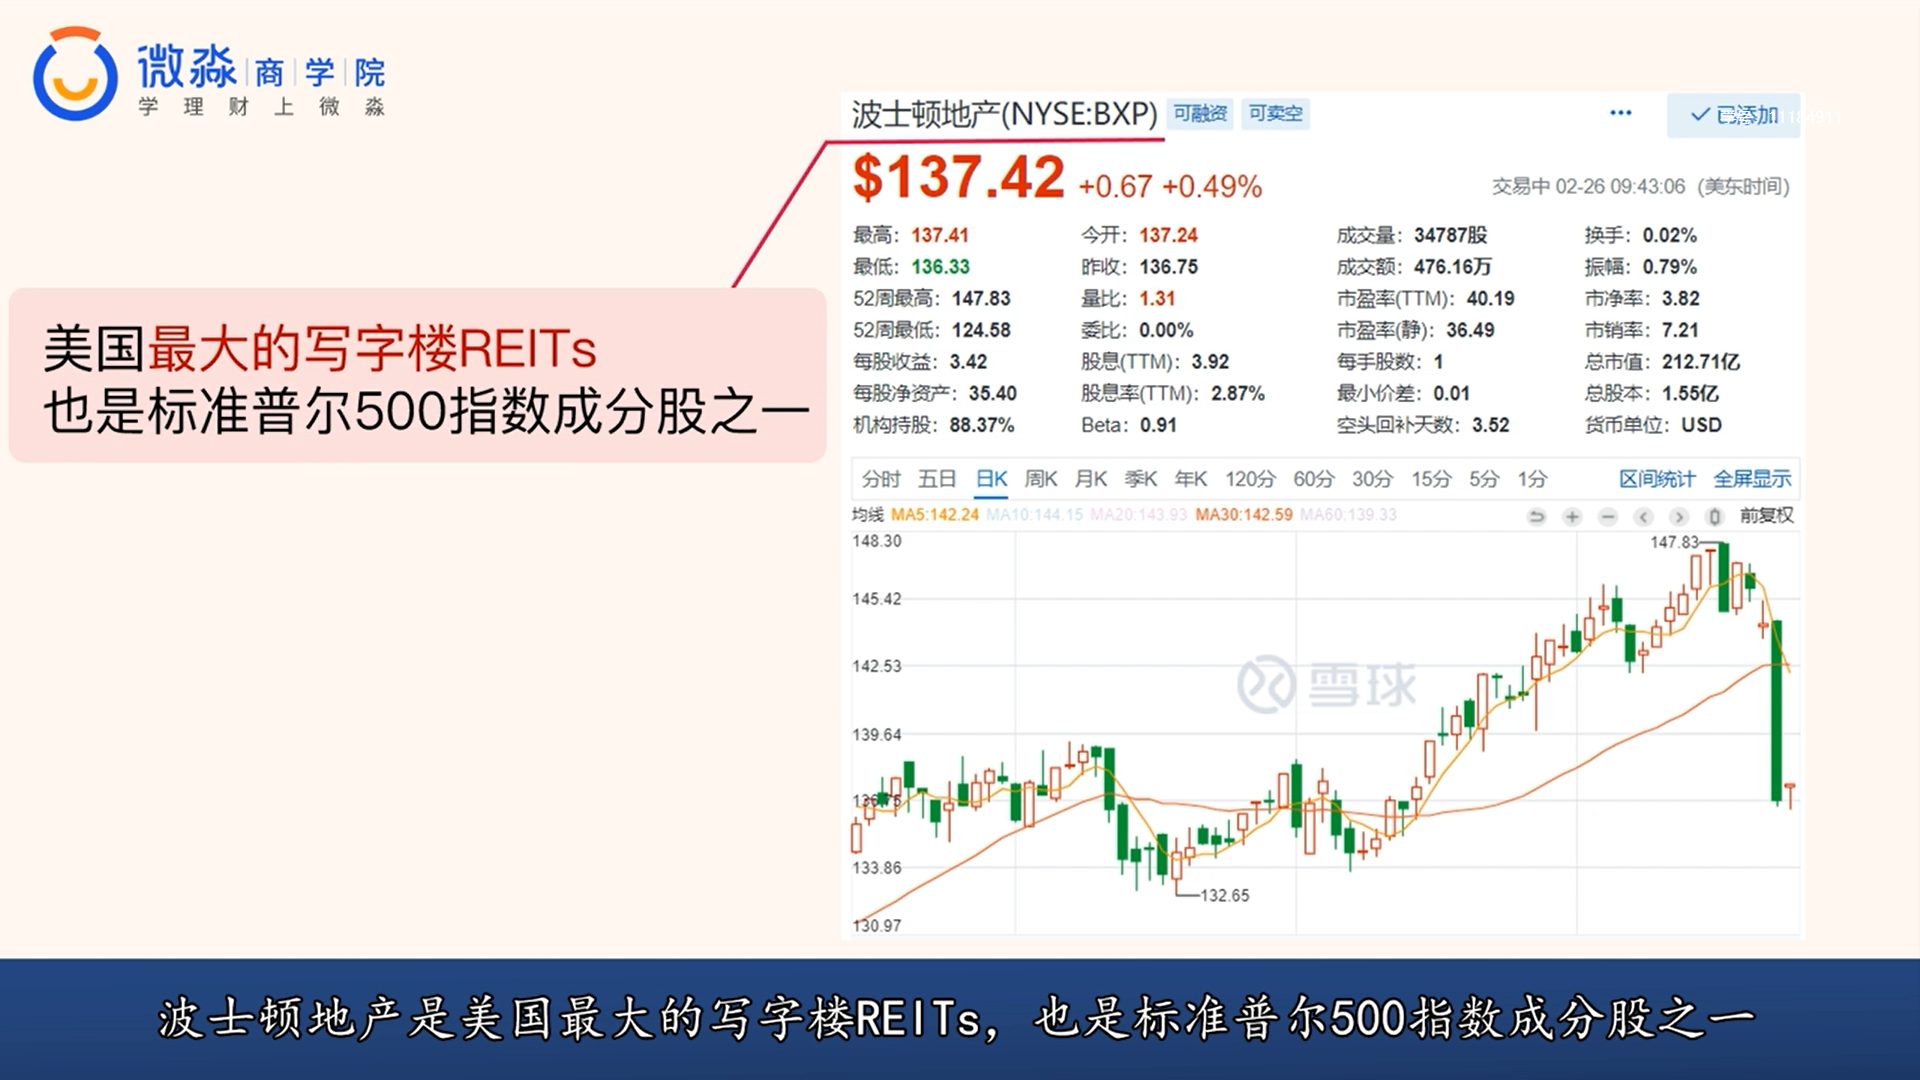 微淼 商 学 院
学 理 财 上 微 淼
波士顿地产(NYSE:BXP) 可融资 可卖空 ... 已添加
$137.42 +0.67 +0.49% 交易中 02-26 09:43:06 (美东时间)
最高: 137.41 今开: 137.24 成交量: 34787股 换手: 0.02%
最低: 136.33 昨收: 136.75 成交额: 476.16万 振幅: 0.79%
52周最高: 147.83 量比: 1.31 市盈率(TTM): 40.19 市净率: 3.82
52周最低: 124.58 委比: 0.00% 市盈率(静): 36.49 市销率: 7.21
每股收益: 3.42 股息(TTM): 3.92 每手股数: 1 总市值: 212.71亿
每股净资产: 35.40 股息率(TTM): 2.87% 最小价差: 0.01 总股本: 1.55亿
机构持股: 88.37% Beta: 0.91 空头回补天数: 3.52 货币单位: USD
美国最大的写字楼REITs
也是标准普尔500指数成分股之一
分时 五日 日K 周K 月K 季K 年K 120分 60分 30分 15分 5分 1分 区间统计 全屏显示
均线 MA5:142.24 MA10:144.15 MA20:143.93 MA30:142.59 MA60:139.33 前复权
148.30
147.83
145.42
142.53
雪球
139.64
136.75
133.86
132.65
130.97
波士顿地产是美国最大的写字楼REITs，也是标准普尔500指数成分股之一